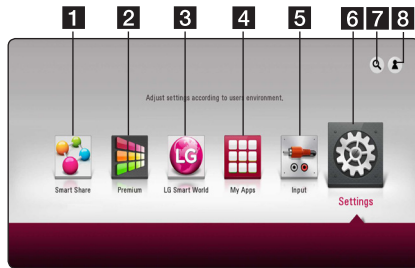 1 2 3 4 5 6 7 8
Adjust settings according to users environment.
LG
Smart Share Premium LG Smart World My Apps Input
Settings